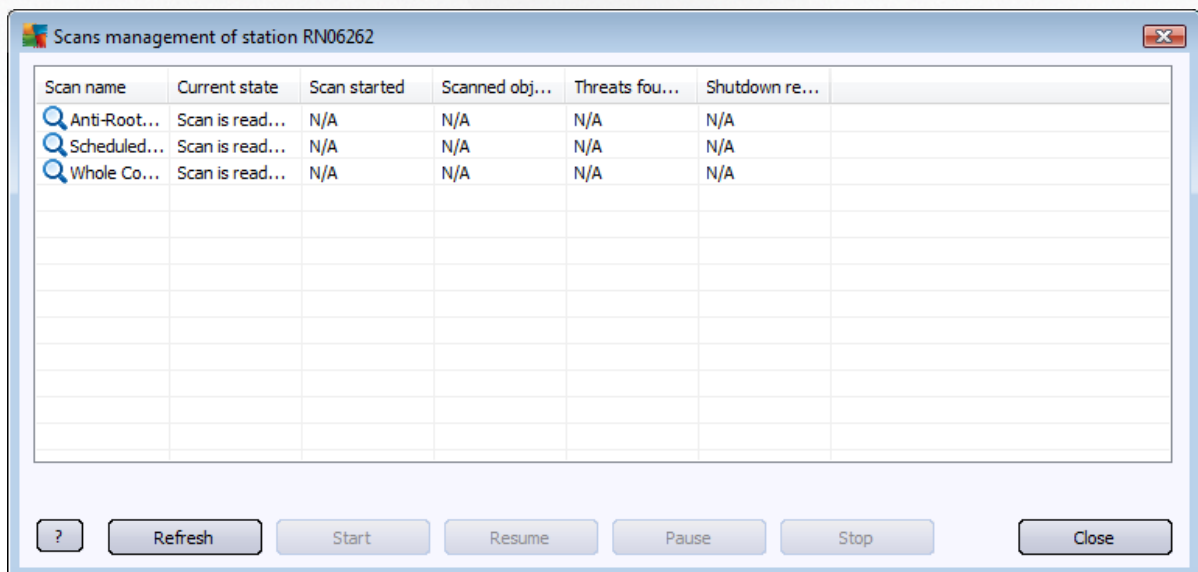 Scans management of station RN06262
Scan name Current state Scan started Scanned obj... Threats fou... Shutdown re...
Anti-Root... Scan is read... N/A N/A N/A N/A
Scheduled... Scan is read... N/A N/A N/A N/A
Whole Co... Scan is read... N/A N/A N/A N/A
? Refresh Start Resume Pause Stop Close